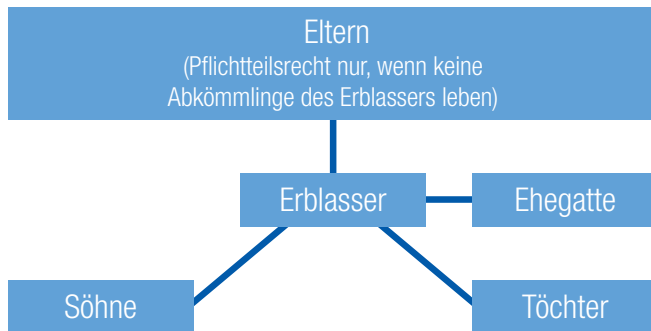 Eltern
(Pflichtteilsrecht nur, wenn keine
Abkömmlinge des Erblassers leben)
Erblasser
Ehegatte
Söhne
Töchter